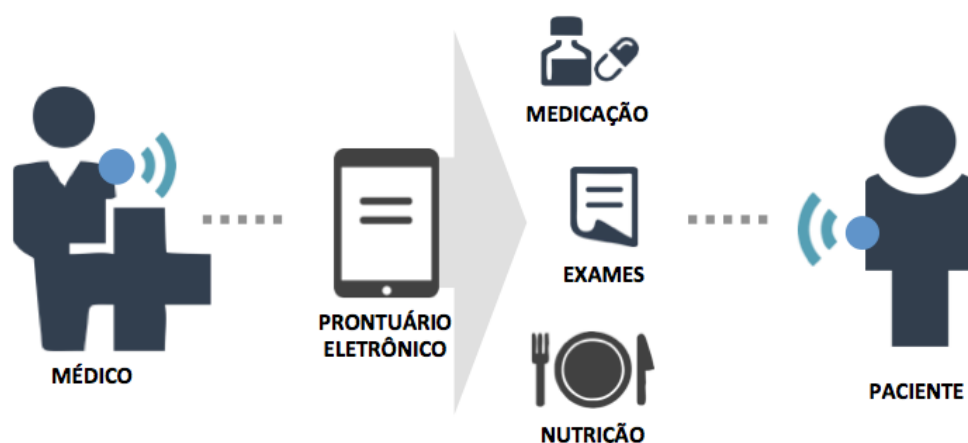 MÉDICO
PRONTUÁRIO
ELETRÔNICO
MEDICAÇÃO
EXAMES
NUTRIÇÃO
PACIENTE